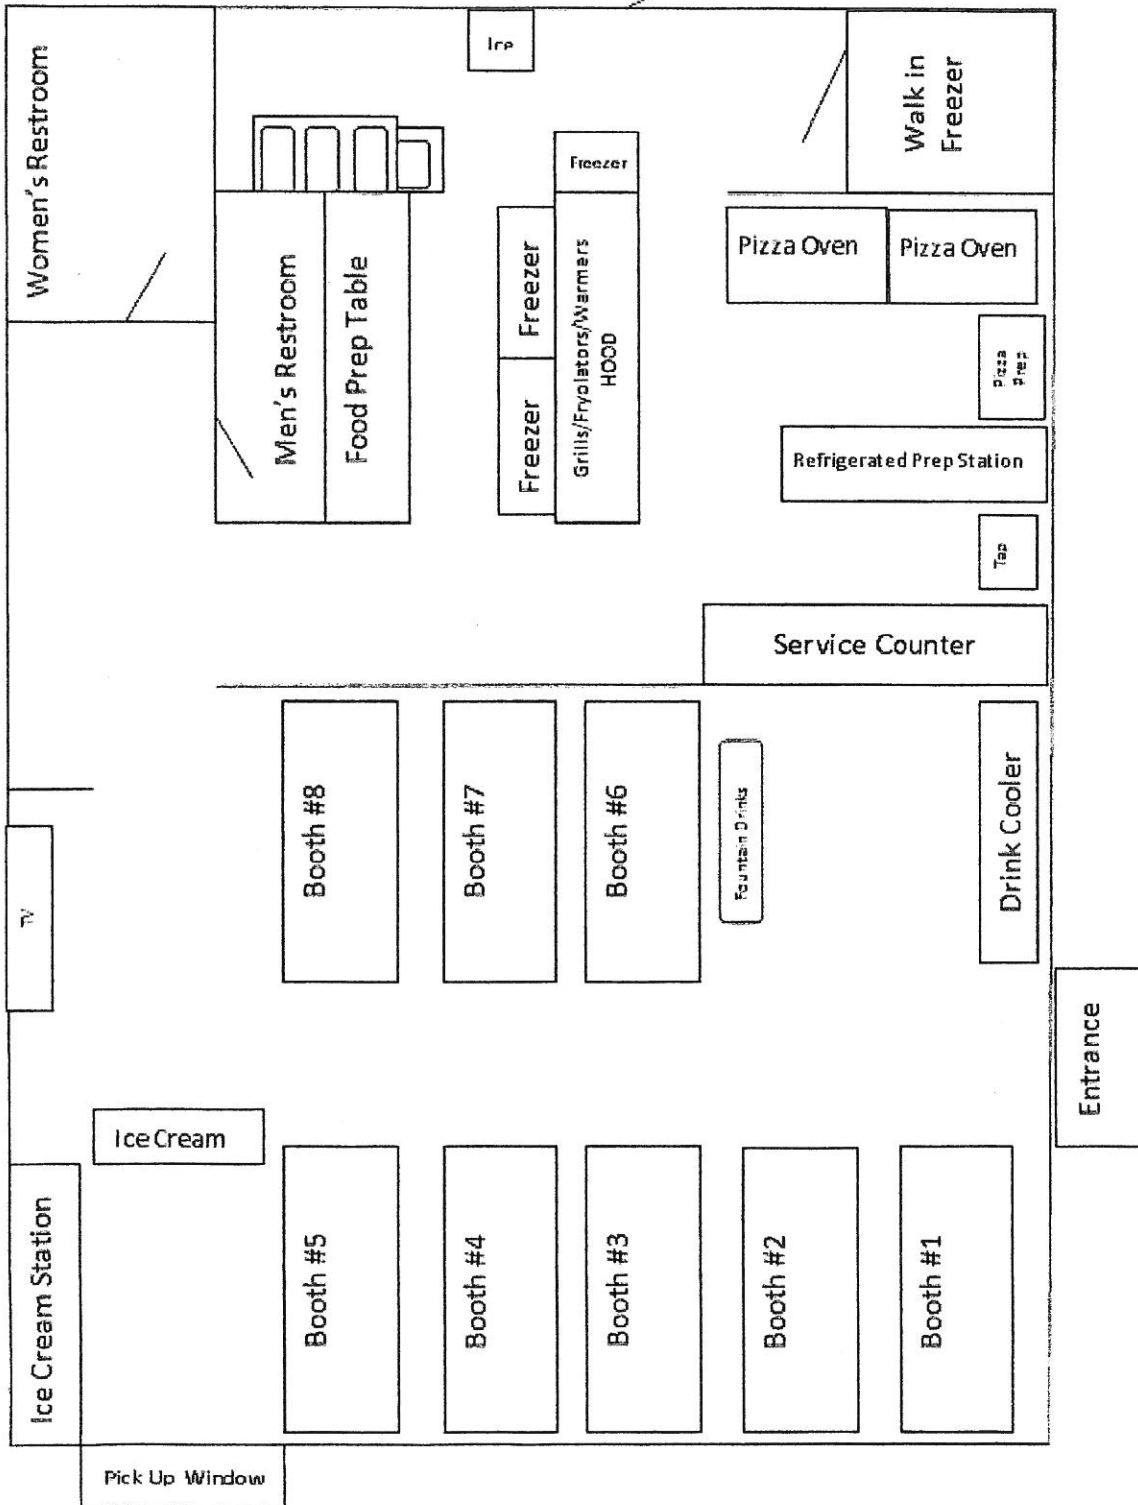 Women's Restroom
Ice
Walk in
Freezer
Freezer
Men's Restroom
Food Prep Table
Freezer
Freezer
Grills/Fryolators/Warmers
HOOD
Pizza Oven
Pizza Oven
Pizza
Prep
Refrigerated Prep Station
Tap
Service Counter
TV
Booth #8
Booth #7
Booth #6
Fountain Drinks
Drink Cooler
Entrance
Ice Cream
Ice Cream Station
Booth #5
Booth #4
Booth #3
Booth #2
Booth #1
Pick Up Window